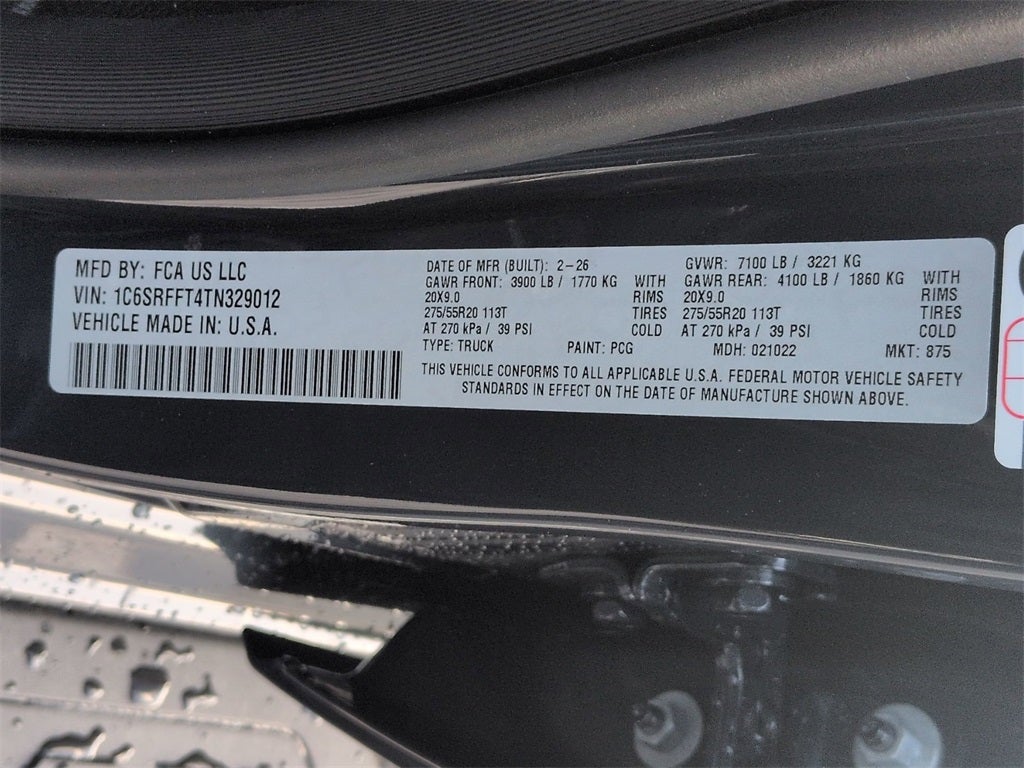 MFD BY: FCA US LLC
VIN: 1C6SRFFT4TN329012
VEHICLE MADE IN: U.S.A.
DATE OF MFR (BUILT): 2-26
GAWR FRONT: 3900 LB / 1770 KG WITH
20X9.0 RIMS
275/55R20 113T TIRES
AT 270 kPa / 39 PSI COLD
GVWR: 7100 LB / 3221 KG
GAWR REAR: 4100 LB / 1860 KG WITH
20X9.0 RIMS
275/55R20 113T TIRES
AT 270 kPa / 39 PSI COLD
TYPE: TRUCK PAINT: PCG MDH: 021022 MKT: 875
THIS VEHICLE CONFORMS TO ALL APPLICABLE U.S.A. FEDERAL MOTOR VEHICLE SAFETY
STANDARDS IN EFFECT ON THE DATE OF MANUFACTURE SHOWN ABOVE.